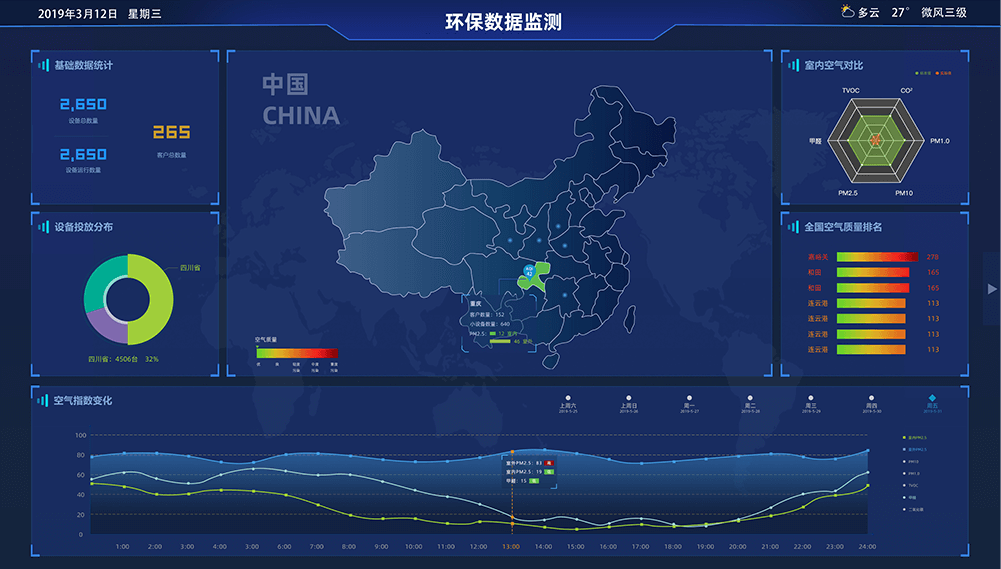 2019年3月12日 星期三
环保数据监测
多云 27° 微风三级
基础数据统计
2,650
设备总数量
265
客户总数量
2,650
设备运行数量
设备投放分布
四川省
四川省：4506台 32%
中国
CHINA
42
重庆
客户数量：152
小设备数量：640
PM2.5： 12 室内
46 室外
空气质量
优
良
轻度
污染
中度
污染
重度
污染
室内空气对比
TVOC
CO²
甲醛
PM1.0
PM2.5
PM10
全国空气质量排名
278
和田 165
和田 165
连云港 113
连云港 113
连云港 113
连云港 113
空气指数变化
上周六
2019-5-25
上周日
2019-5-26
周一
2019-5-27
周二
2019-5-28
周三
2019-5-29
周四
2019-5-30
周五
2019-5-31
100
80
60
40
20
0
室外PM2.5：83
室内PM2.5：19
甲醛：15
室内PM2.5
室外PM2.5
PM10
PM1.0
TVOC
甲醛
二氧化碳
1:00 2:00 3:00 4:00 5:00 6:00 7:00 8:00 9:00 10:00 11:00 12:00 13:00 14:00 15:00 16:00 17:00 18:00 19:00 20:00 21:00 22:00 23:00 24:00